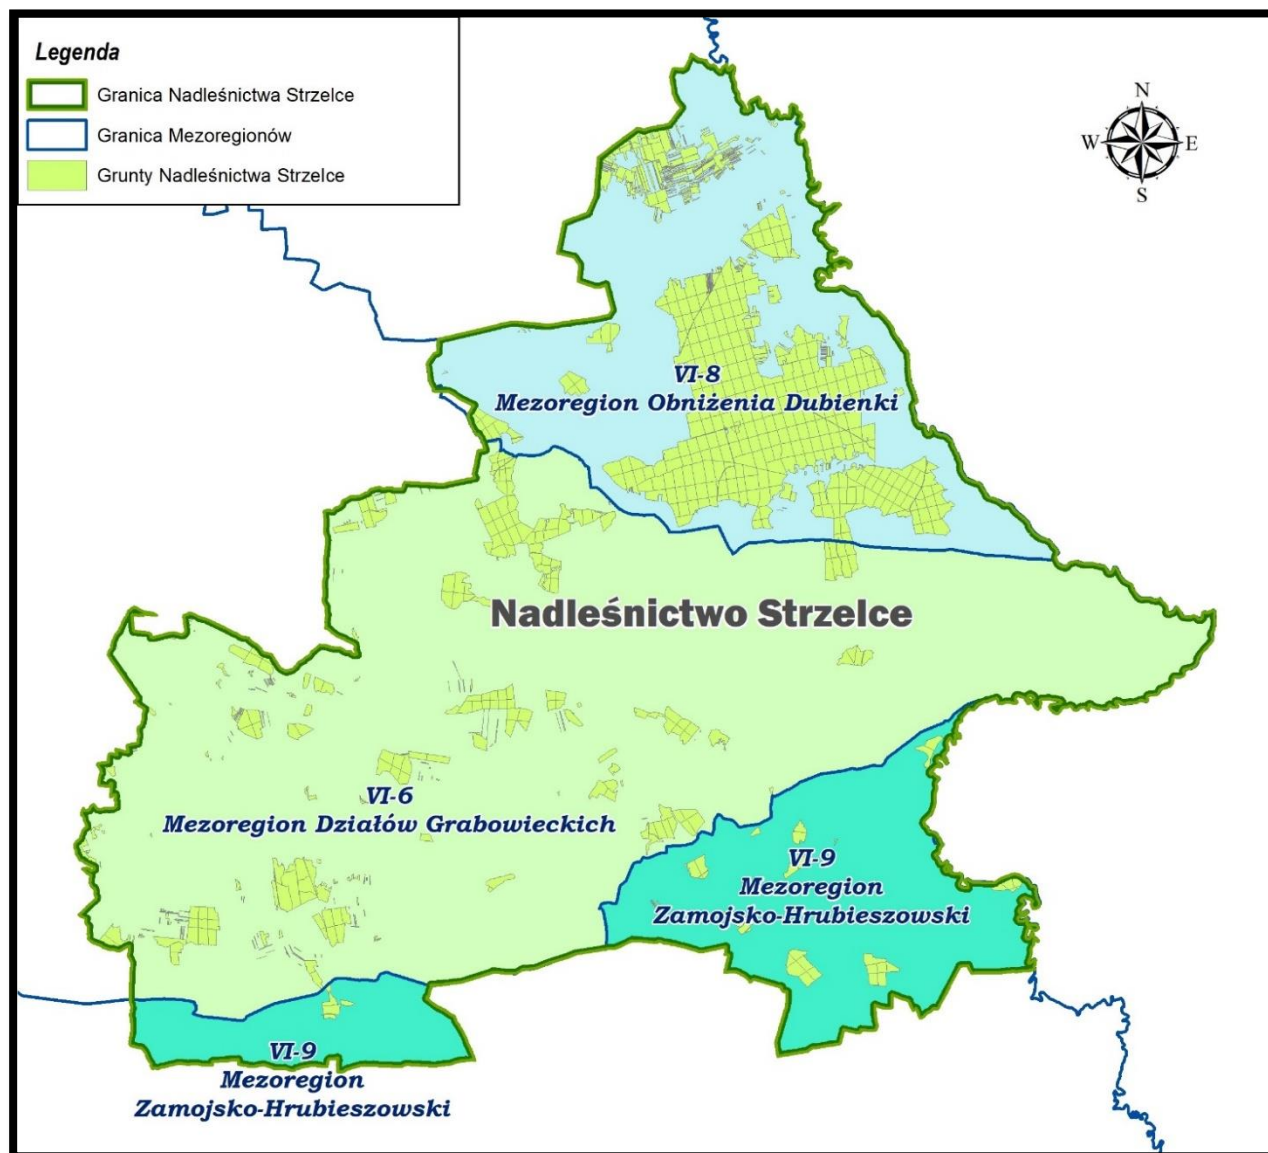 Legenda
Granica Nadleśnictwa Strzelce
Granica Mezoregionów
Grunty Nadleśnictwa Strzelce
N
W E
S
VI-8
Mezoregion Obniżenia Dubienki
Nadleśnictwo Strzelce
VI-6
Mezoregion Działów Grabowieckich
VI-9
Mezoregion
Zamojsko-Hrubieszowski
VI-9
Mezoregion
Zamojsko-Hrubieszowski